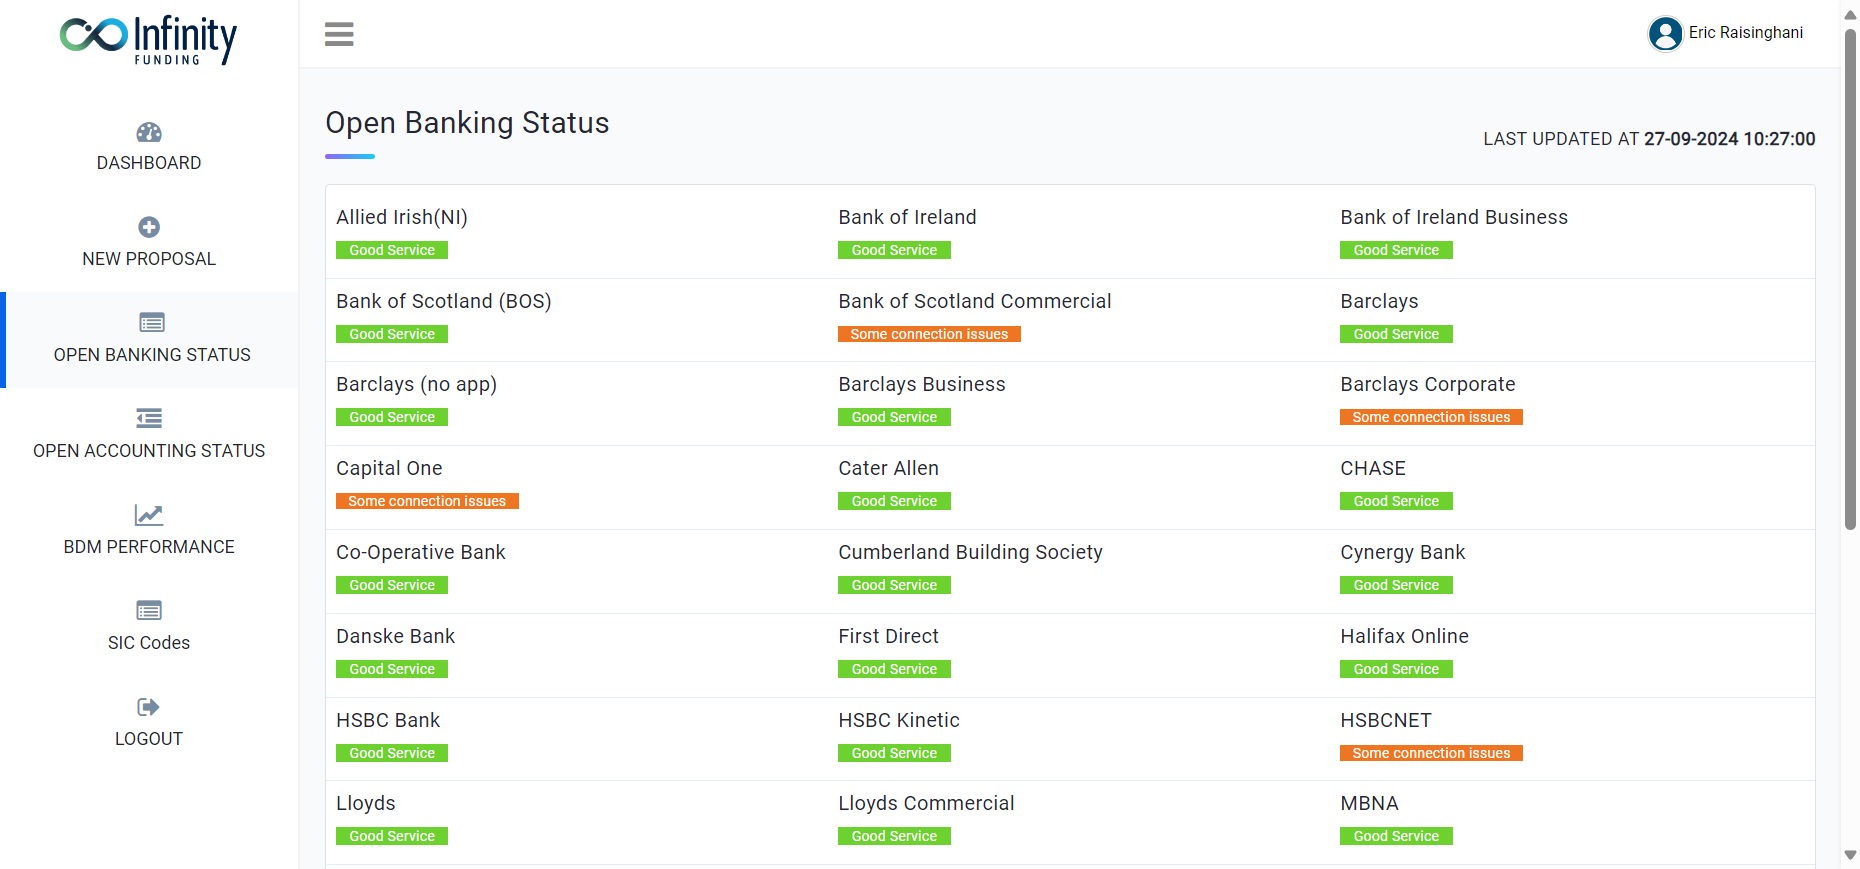 Infinity
FUNDING
Eric Raisinghani
DASHBOARD
NEW PROPOSAL
OPEN BANKING STATUS
OPEN ACCOUNTING STATUS
BDM PERFORMANCE
SIC Codes
LOGOUT
Open Banking Status
LAST UPDATED AT 27-09-2024 10:27:00
Allied Irish(NI) Bank of Ireland Bank of Ireland Business
Good Service Good Service Good Service
Bank of Scotland (BOS) Bank of Scotland Commercial Barclays
Good Service Some connection issues Good Service
Barclays (no app) Barclays Business Barclays Corporate
Good Service Good Service Some connection issues
Capital One Cater Allen CHASE
Some connection issues Good Service Good Service
Co-Operative Bank Cumberland Building Society Cynergy Bank
Good Service Good Service Good Service
Danske Bank First Direct Halifax Online
Good Service Good Service Good Service
HSBC Bank HSBC Kinetic HSBCNET
Good Service Good Service Some connection issues
Lloyds Lloyds Commercial MBNA
Good Service Good Service Good Service